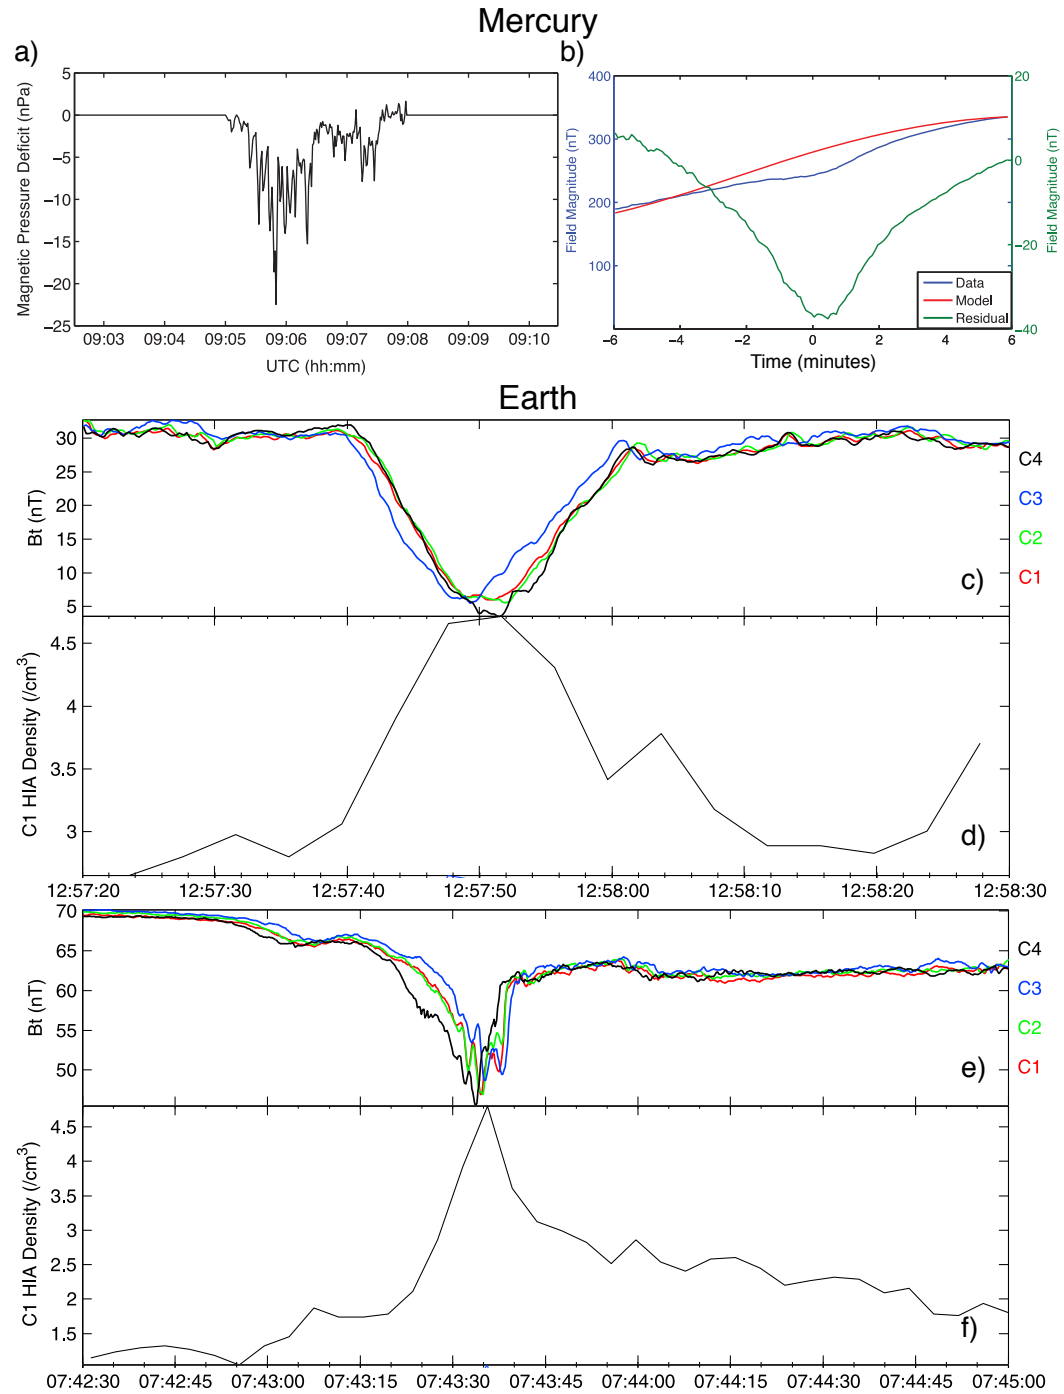 Mercury
a)
b)
5
0
−5
−10
−15
−20
−25
Magnetic Pressure Deficit (nPa)
09:03 09:04 09:05 09:06 09:07 09:08 09:09 09:10
UTC (hh:mm)
400
300
200
100
Field Magnitude (nT)
20
0
−20
−40
Field Magnitude (nT)
Data
Model
Residual
−6 −4 −2 0 2 4 6
Time (minutes)
Earth
30
25
20
15
10
5
Bt (nT)
C4
C3
C2
C1
c)
4.5
4
3.5
3
C1 HIA Density (/cm³)
d)
12:57:20 12:57:30 12:57:40 12:57:50 12:58:00 12:58:10 12:58:20 12:58:30
70
65
60
55
50
Bt (nT)
C4
C3
C2
C1
e)
4.5
4
3.5
3
2.5
2
1.5
C1 HIA Density (/cm³)
f)
07:42:30 07:42:45 07:43:00 07:43:15 07:43:30 07:43:45 07:44:00 07:44:15 07:44:30 07:44:45 07:45:00